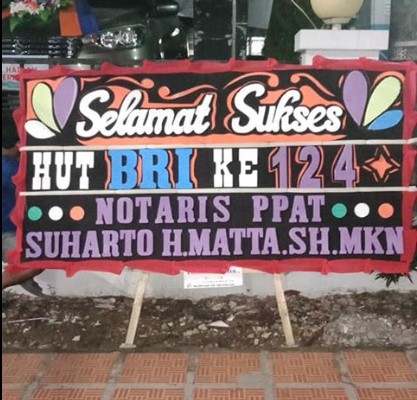 Selamat Sukses
HUT BRI KE 124
NOTARIS PPAT
SUHARTO H.MATTA.SH.MKN